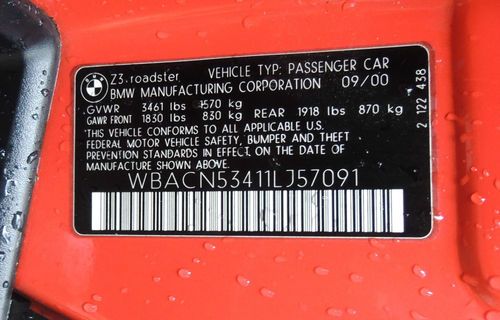 BMW
Z3.roadster VEHICLE TYP: PASSENGER CAR
BMW MANUFACTURING CORPORATION 09/00
GVWR 3461 lbs 1570 kg
GAWR FRONT 1830 lbs 830 kg REAR 1918 lbs 870 kg
"THIS VEHICLE CONFORMS TO ALL APPLICABLE U.S.
FEDERAL MOTOR VEHICLE SAFETY, BUMPER AND THEFT
PREVENTION STANDARDS IN EFFECT ON THE DATE OF
MANUFACTURE SHOWN ABOVE."
WBACN53411LJ57091
2 122 438